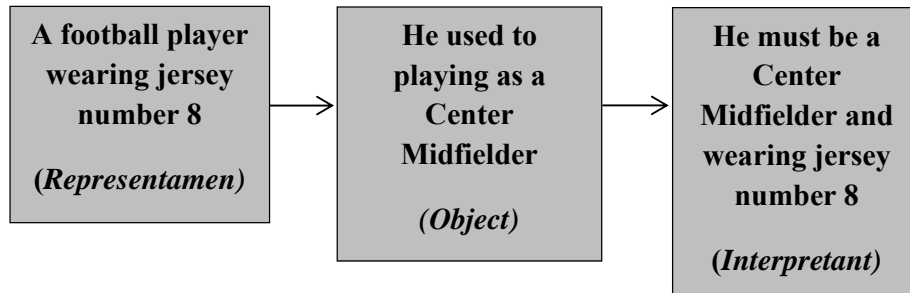 A football player
wearing jersey
number 8
(Representamen)
He used to
playing as a
Center
Midfielder
(Object)
He must be a
Center
Midfielder and
wearing jersey
number 8
(Interpretant)